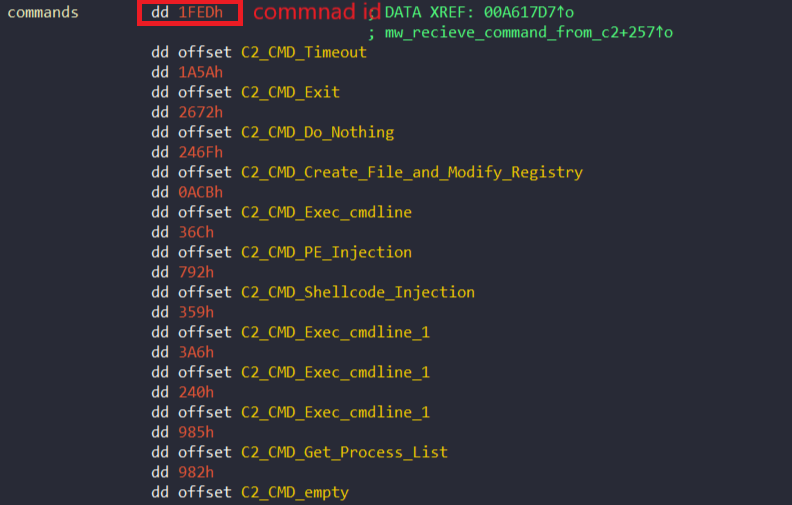 commands dd 1FEDh commnad id ; DATA XREF: 00A617D7↑o
; mw_recieve_command_from_c2+257↑o
dd offset C2_CMD_Timeout
dd 1A5Ah
dd offset C2_CMD_Exit
dd 2672h
dd offset C2_CMD_Do_Nothing
dd 246Fh
dd offset C2_CMD_Create_File_and_Modify_Registry
dd 0ACBh
dd offset C2_CMD_Exec_cmdline
dd 36Ch
dd offset C2_CMD_PE_Injection
dd 792h
dd offset C2_CMD_Shellcode_Injection
dd 359h
dd offset C2_CMD_Exec_cmdline_1
dd 3A6h
dd offset C2_CMD_Exec_cmdline_1
dd 240h
dd offset C2_CMD_Exec_cmdline_1
dd 985h
dd offset C2_CMD_Get_Process_List
dd 982h
dd offset C2_CMD_empty